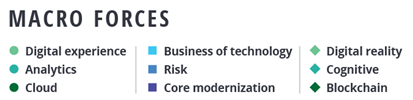 MACRO FORCES
Digital experience
Analytics
Cloud
Business of technology
Risk
Core modernization
Digital reality
Cognitive
Blockchain